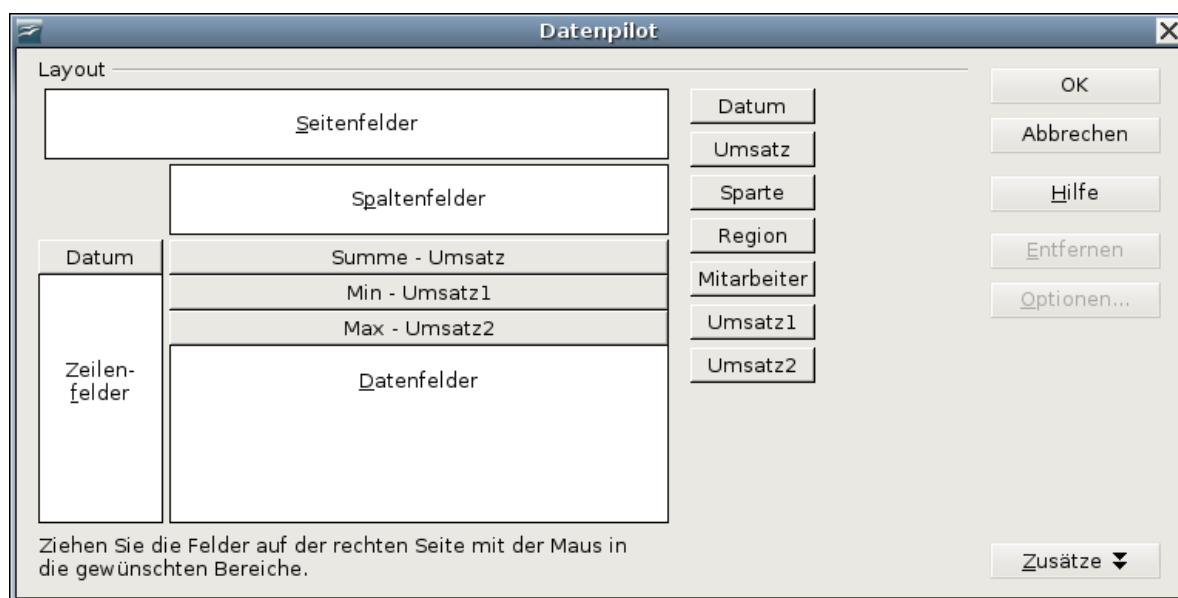 Datenpilot
Layout
Seitenfelder
Spaltenfelder
Datum
Summe - Umsatz
Min - Umsatz1
Max - Umsatz2
Zeilen-
felder
Datenfelder
Datum
Umsatz
Sparte
Region
Mitarbeiter
Umsatz1
Umsatz2
OK
Abbrechen
Hilfe
Entfernen
Optionen...
Ziehen Sie die Felder auf der rechten Seite mit der Maus in
die gewünschten Bereiche.
Zusätze